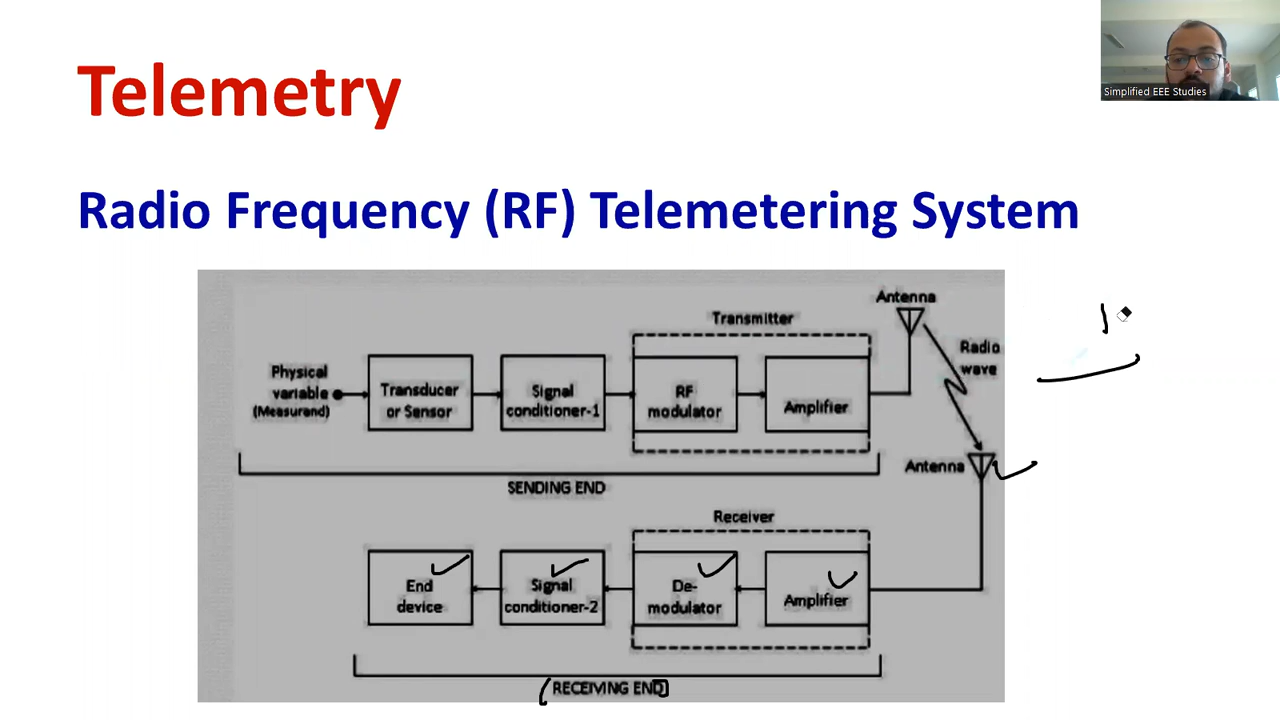 Telemetry
Simplified EEE Studies
Radio Frequency (RF) Telemetering System
Antenna
Transmitter
Radio
wave
Physical
variable
(Measurand)
Transducer
or Sensor
Signal
conditioner-1
RF
modulator
Amplifier
Antenna
SENDING END
Receiver
End
device
Signal
conditioner-2
De-
modulator
Amplifier
RECEIVING END